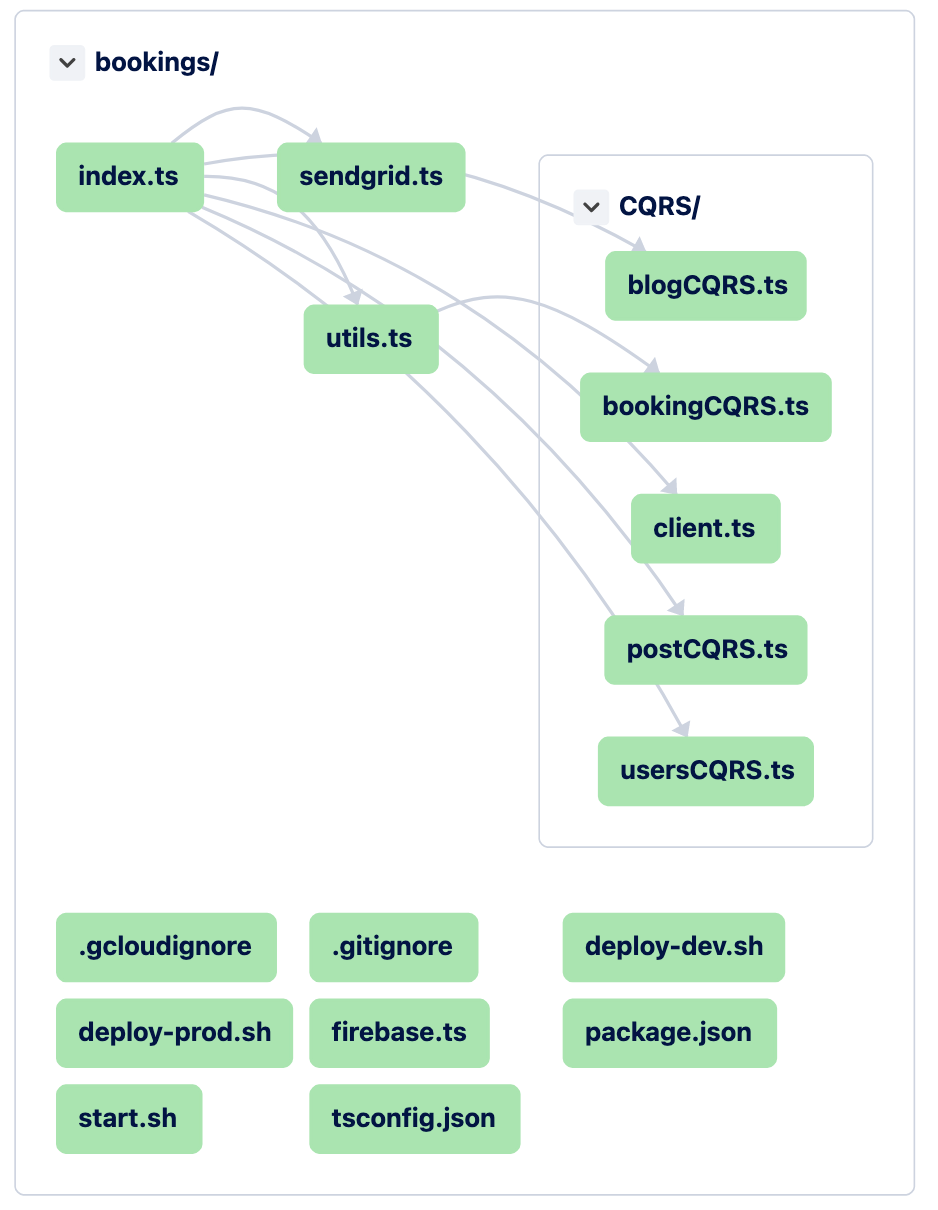 bookings/
index.ts
sendgrid.ts
CQRS/
blogCQRS.ts
utils.ts
bookingCQRS.ts
client.ts
postCQRS.ts
usersCQRS.ts
.gcloudignore
.gitignore
deploy-dev.sh
deploy-prod.sh
firebase.ts
package.json
start.sh
tsconfig.json